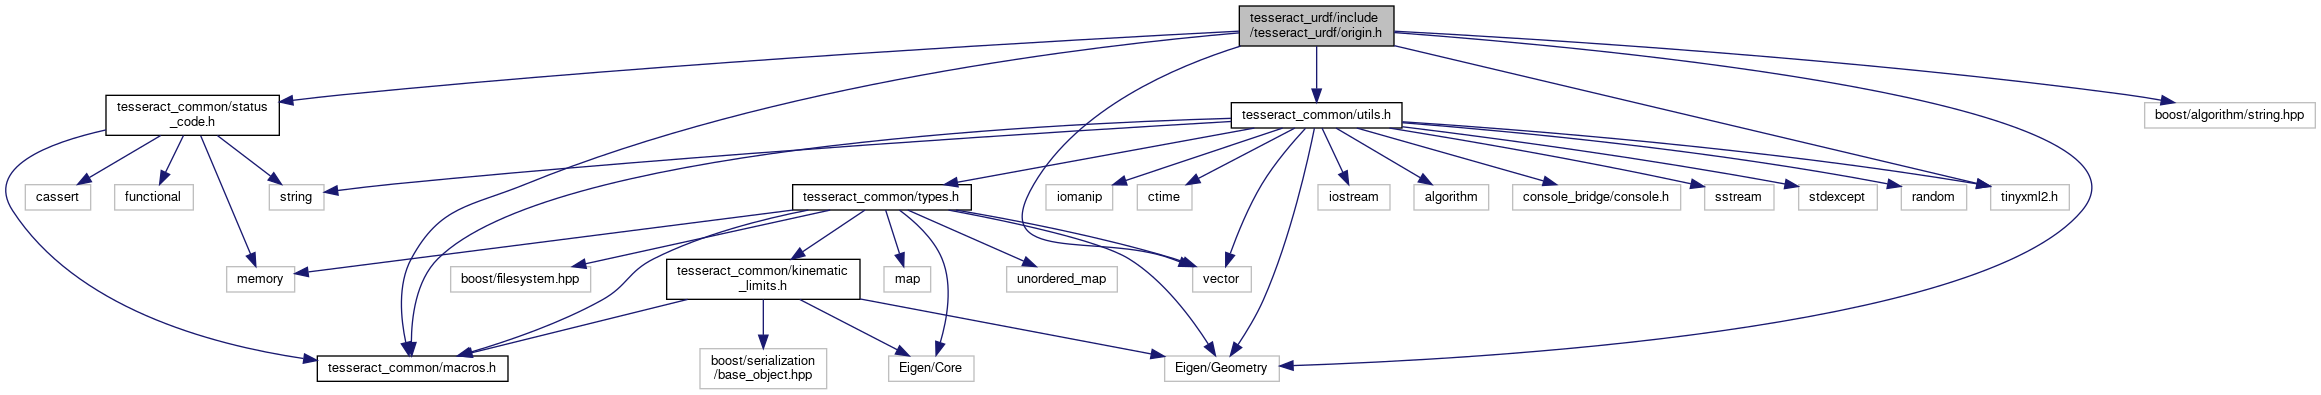 tesseract_urdf/include
/tesseract_urdf/origin.h
tesseract_common/status
_code.h
tesseract_common/utils.h
boost/algorithm/string.hpp
cassert
functional
string
tesseract_common/types.h
iomanip
ctime
iostream
algorithm
console_bridge/console.h
sstream
stdexcept
random
tinyxml2.h
memory
boost/filesystem.hpp
tesseract_common/kinematic
_limits.h
map
unordered_map
vector
tesseract_common/macros.h
boost/serialization
/base_object.hpp
Eigen/Core
Eigen/Geometry